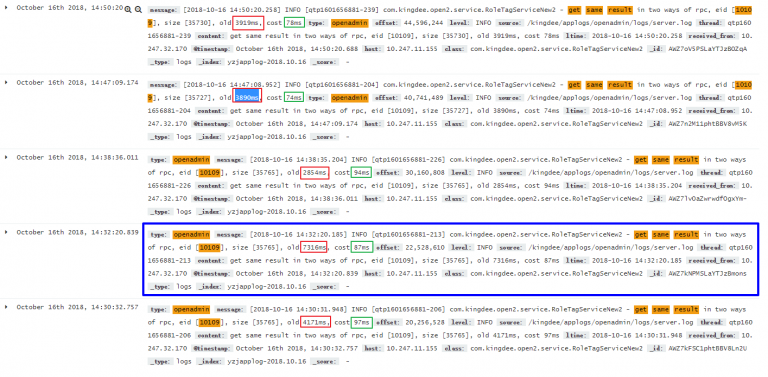 October 16th 2018, 14:50:20 message: [2018-10-16 14:50:20.258] INFO [qtp1601656881-239] com.kingdee.open2.service.RoleTagServiceNew2 - get same result in two ways of rpc, eid [1010
9], size [35730], old 3919ms, cost 78ms type: openadmin offset: 44,596,244 level: INFO source: /kingdee/applogs/openadmin/logs/server.log thread: qtp160
1656881-239 content: get same result in two ways of rpc, eid [10109], size [35730], old 3919ms, cost 78ms ltime: 2018-10-16 14:50:20.258 received_from: 10.
247.32.170 @timestamp: October 16th 2018, 14:50:20.688 host: 10.247.11.155 class: com.kingdee.open2.service.RoleTagServiceNew2 _id:
_type: logs _index: yzjapplog-2018.10.16 _score: -
October 16th 2018, 14:47:09.174 message: [2018-10-16 14:47:08.952] INFO [qtp1601656881-204] com.kingdee.open2.service.RoleTagServiceNew2 - get same result in two ways of rpc, eid [1010
9], size [35727], old 3890ms, cost 74ms type: openadmin offset: 40,741,489 level: INFO source: /kingdee/applogs/openadmin/logs/server.log thread: qtp160
1656881-204 content: get same result in two ways of rpc, eid [10109], size [35727], old 3890ms, cost 74ms ltime: 2018-10-16 14:47:08.952 received_from: 10.
247.32.170 @timestamp: October 16th 2018, 14:47:09.174 host: 10.247.11.155 class: com.kingdee.open2.service.RoleTagServiceNew2 _id:
_type: logs _index: yzjapplog-2018.10.16 _score: -
October 16th 2018, 14:38:36.011 type: openadmin message: [2018-10-16 14:38:35.204] INFO [qtp1601656881-226] com.kingdee.open2.service.RoleTagServiceNew2 - get same result in two ways
of rpc, eid [10109], size [35765], old 2854ms, cost 94ms offset: 30,160,808 level: INFO source: /kingdee/applogs/openadmin/logs/server.log thread: qtp160
1656881-226 content: get same result in two ways of rpc, eid [10109], size [35765], old 2854ms, cost 94ms ltime: 2018-10-16 14:38:35.204 received_from: 10.
247.32.170 @timestamp: October 16th 2018, 14:38:36.011 host: 10.247.11.155 class: com.kingdee.open2.service.RoleTagServiceNew2 _id:
_type: logs _index: yzjapplog-2018.10.16 _score: -
October 16th 2018, 14:32:20.839 type: openadmin message: [2018-10-16 14:32:20.185] INFO [qtp1601656881-213] com.kingdee.open2.service.RoleTagServiceNew2 - get same result in two ways
of rpc, eid [10109], size [35765], old 7316ms, cost 87ms offset: 22,528,610 level: INFO source: /kingdee/applogs/openadmin/logs/server.log thread: qtp160
1656881-213 content: get same result in two ways of rpc, eid [10109], size [35765], old 7316ms, cost 87ms ltime: 2018-10-16 14:32:20.185 received_from: 10.
247.32.170 @timestamp: October 16th 2018, 14:32:20.839 host: 10.247.11.155 class: com.kingdee.open2.service.RoleTagServiceNew2 _id:
_type: logs _index: yzjapplog-2018.10.16 _score: -
October 16th 2018, 14:30:32.757 type: openadmin message: [2018-10-16 14:30:31.948] INFO [qtp1601656881-206] com.kingdee.open2.service.RoleTagServiceNew2 - get same result in two ways
of rpc, eid [10109], size [35765], old 4171ms, cost 97ms offset: 20,256,528 level: INFO source: /kingdee/applogs/openadmin/logs/server.log thread: qtp160
1656881-206 content: get same result in two ways of rpc, eid [10109], size [35765], old 4171ms, cost 97ms ltime: 2018-10-16 14:30:31.948 received_from: 10.
247.32.170 @timestamp: October 16th 2018, 14:30:32.757 host: 10.247.11.155 class: com.kingdee.open2.service.RoleTagServiceNew2 _id:
_type: logs _index: yzjapplog-2018.10.16 _score: -